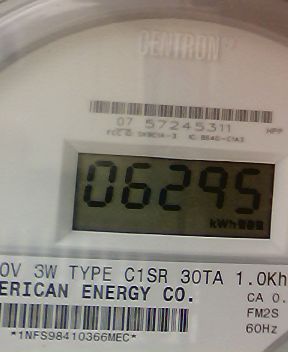 CENTRON®
07 57245311 HPP
06295
kWh
0V 3W TYPE C1SR 30TA 1.0Kh
ERICAN ENERGY CO. CA 0.
FM2S
*1NFS98410366MEC* 60Hz